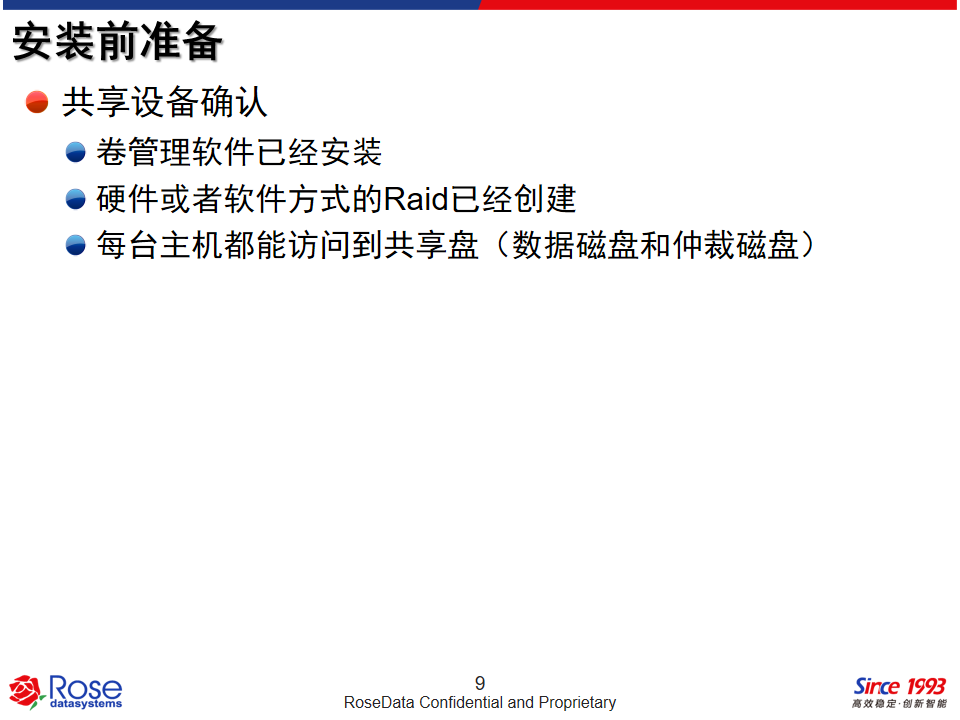 安装前准备
共享设备确认
卷管理软件已经安装
硬件或者软件方式的Raid已经创建
每台主机都能访问到共享盘（数据磁盘和仲裁磁盘）
Rose
datasystems
9
RoseData Confidential and Proprietary
Since 1993
高效稳定·创新智能